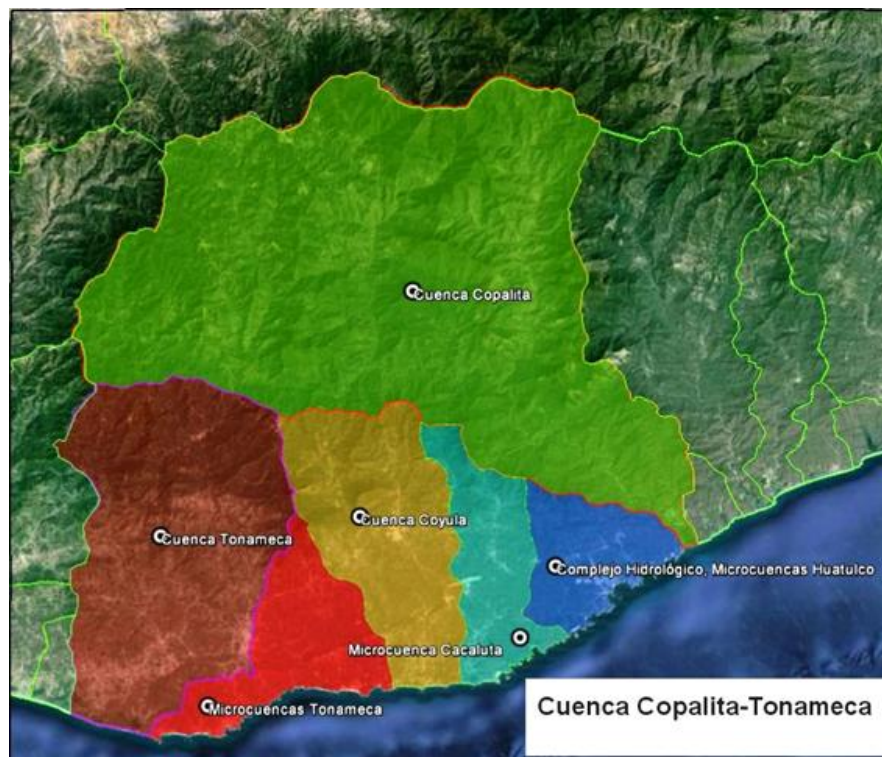 Cuenca Copalita
Cuenca Coyula
Cuenca Tonameca
Complejo Hidrológico, Microcuencas Huatulco
Microcuenca Cacaluta
Microcuencas Tonameca
Cuenca Copalita-Tonameca